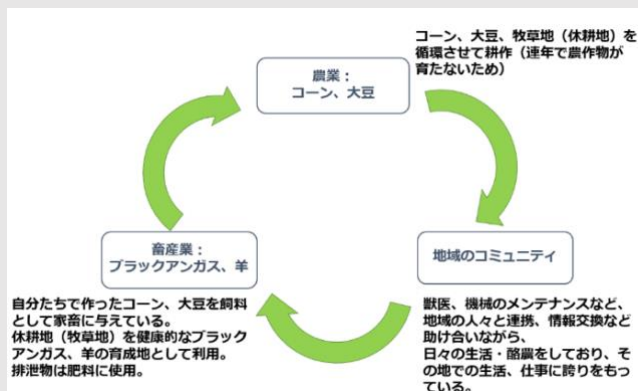 コーン、大豆、牧草地（休耕地）を
循環させて耕作（連年で農作物が
育たないため）
農業：
コーン、大豆
地域のコミュニティ
獣医、機械のメンテナンスなど、
地域の人々と連携、情報交換など
助け合いながら、
日々の生活・酪農をしており、そ
の地での生活、仕事に誇りをもっ
ている。
畜産業：
ブラックアンガス、羊
自分たちで作ったコーン、大豆を飼料
として家畜に与えている。
休耕地（牧草地）を健康的なブラック
アンガス、羊の育成地として利用。
排泄物は肥料に使用。